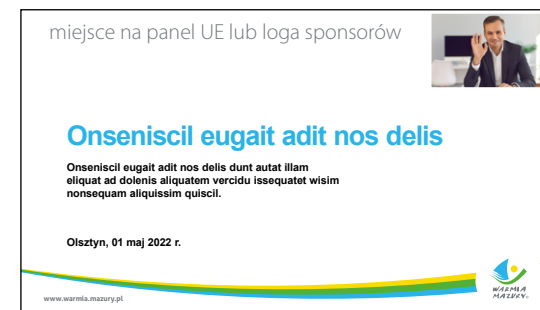 miejsce na panel UE lub loga sponsorów
Onseniscil eugait adit nos delis
Onseniscil eugait adit nos delis dunt autat illam
eliquat ad dolenis aliquatem vercidu issequatet wisim
nonsequam aliquissim quiscil.
Olsztyn, 01 maj 2022 r.
www.warmia.mazury.pl
WARMIA
MAZURY